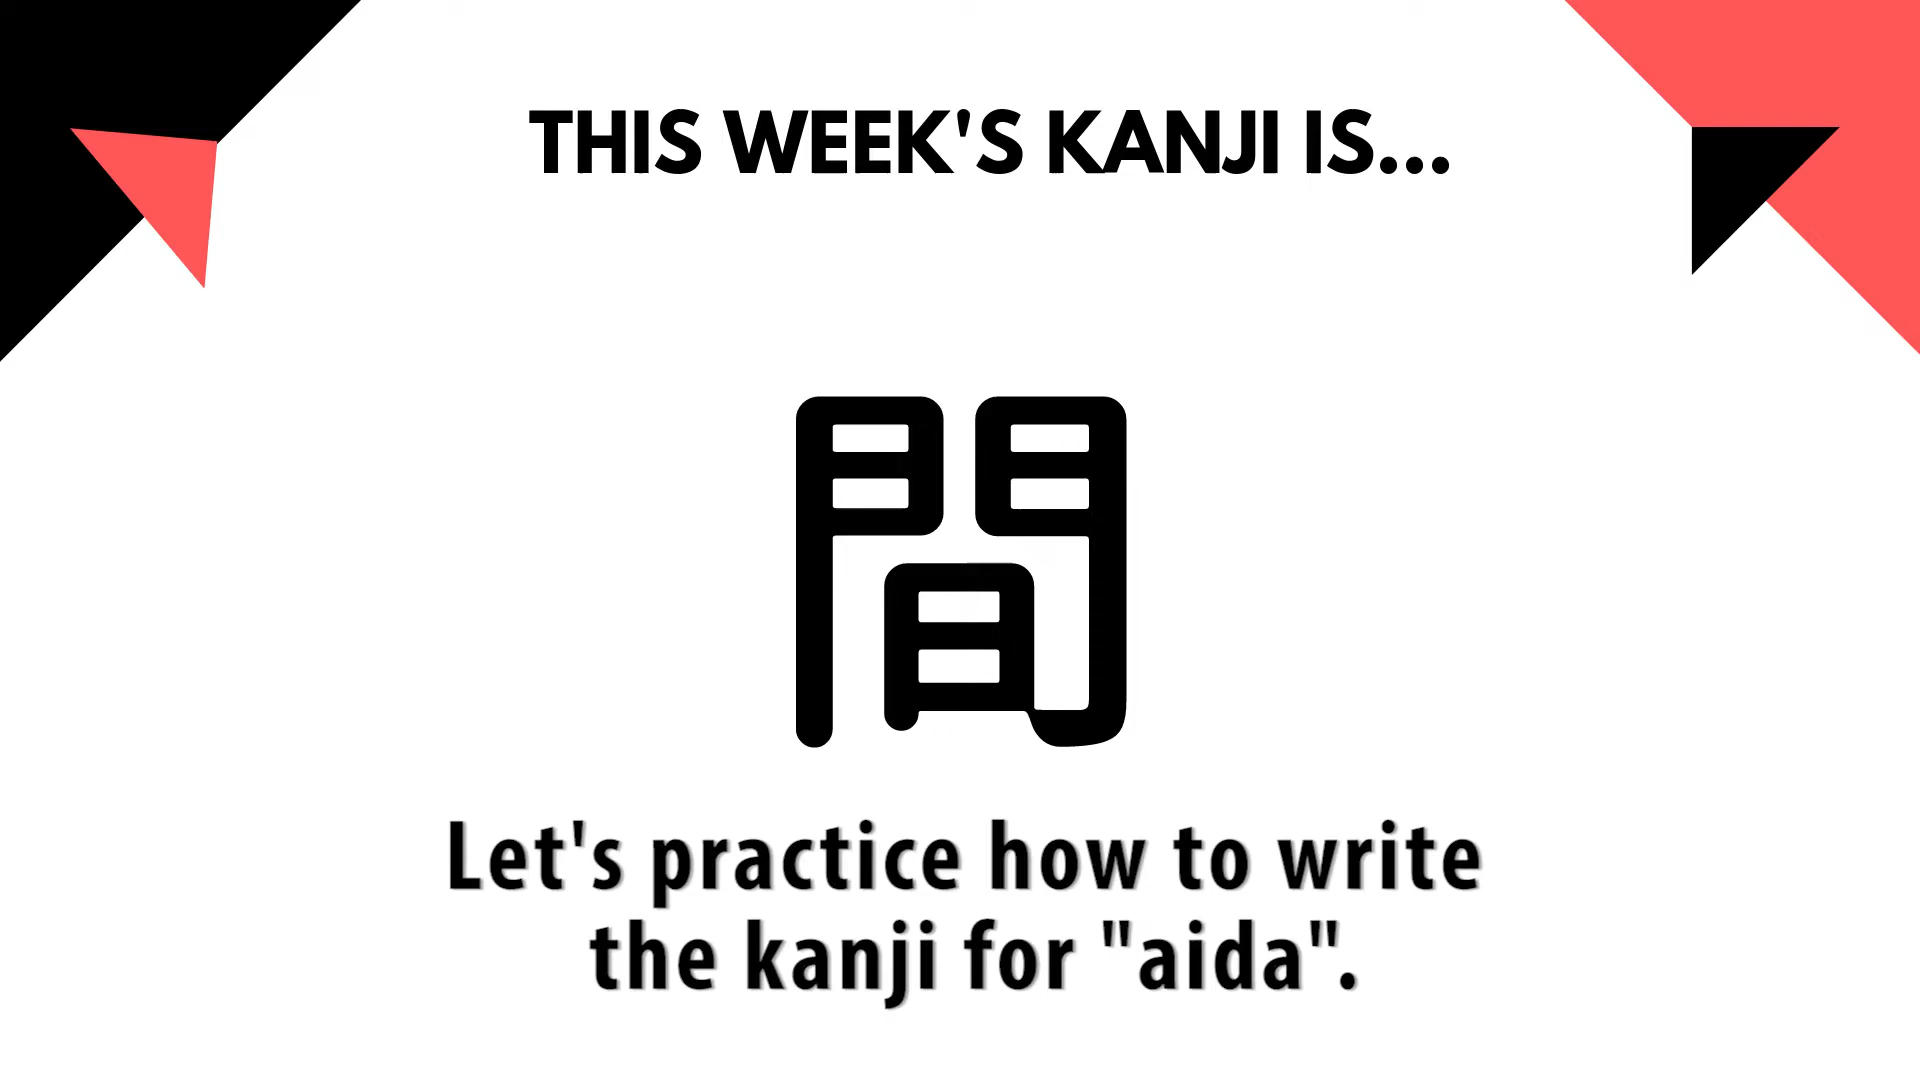 THIS WEEK'S KANJI IS...
間
Let's practice how to write
the kanji for "aida".